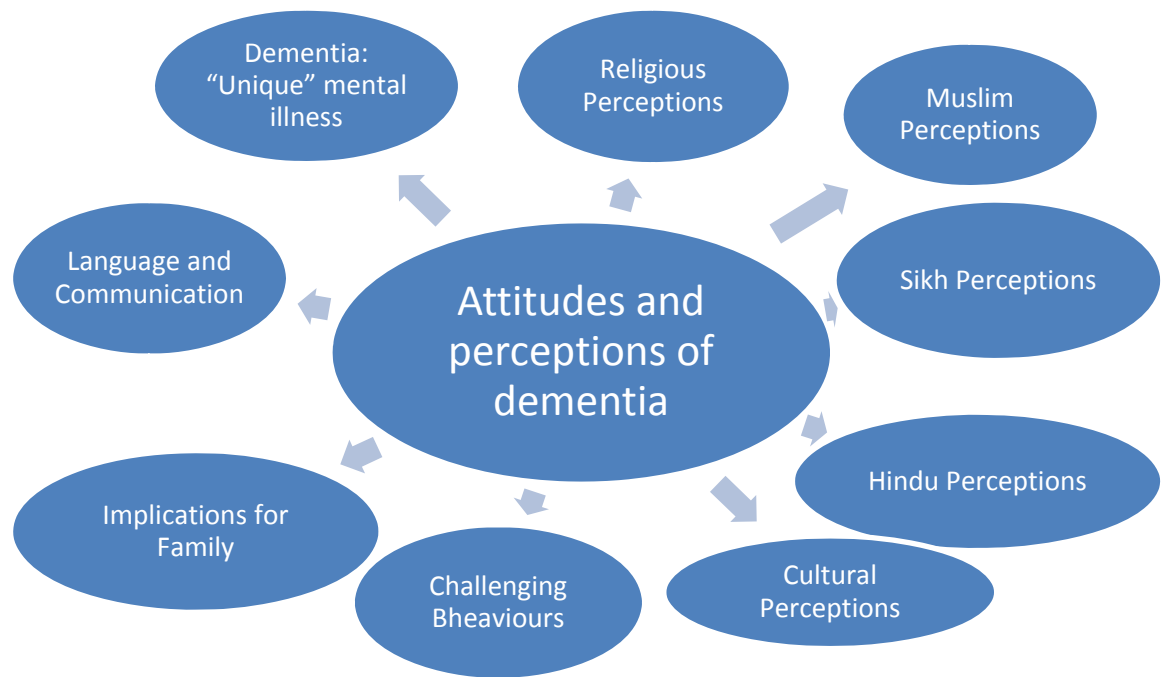 Dementia:
“Unique” mental
illness
Religious
Perceptions
Muslim
Perceptions
Language and
Communication
Attitudes and
perceptions of
dementia
Sikh Perceptions
Hindu Perceptions
Implications for
Family
Challenging
Bheaviours
Cultural
Perceptions